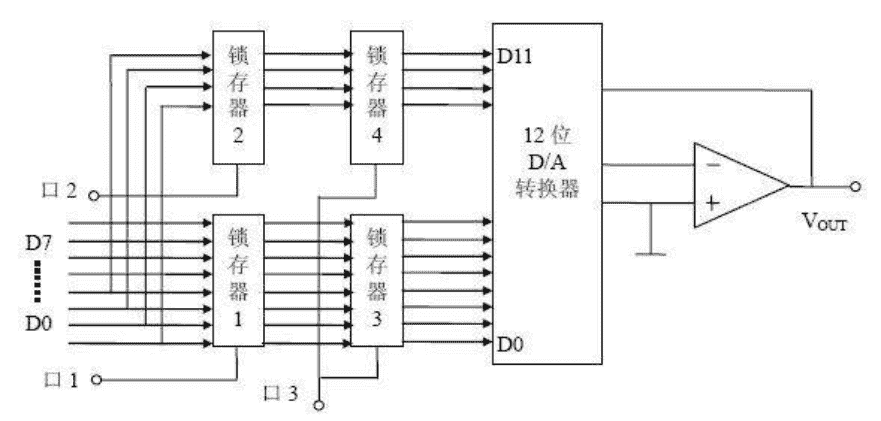 锁存器2
锁存器4
D11
12 位
D/A
转换器
−
+
VOUT
口 2
D7
D0
锁存器1
锁存器3
D0
口 1
口 3